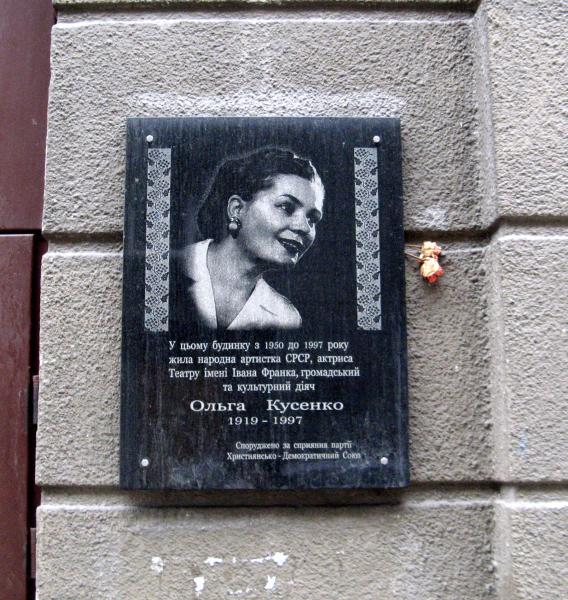 У цьому будинку з 1950 до 1997 року
жила народна артистка СРСР, актриса
Театру імені Івана Франка, громадський
та культурний діяч
Ольга Кусенко
1919 - 1997
Споруджено за сприяння партії
Християнсько - Демократичний Союз